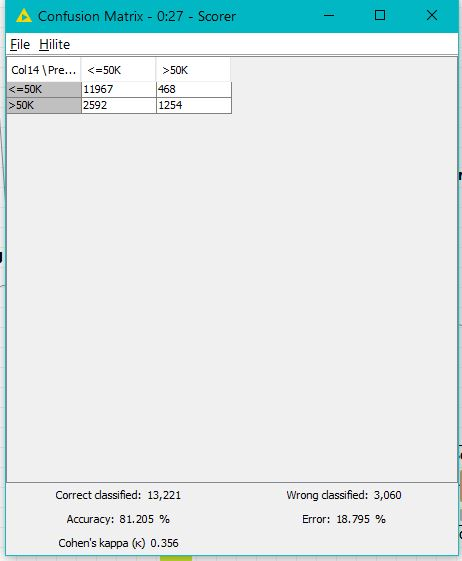 Confusion Matrix - 0:27 - Scorer
File Hilite
Col14 \Pre... <=50K >50K
<=50K 11967 468
>50K 2592 1254
Correct classified: 13,221 Wrong classified: 3,060
Accuracy: 81.205 % Error: 18.795 %
Cohen's kappa (κ) 0.356